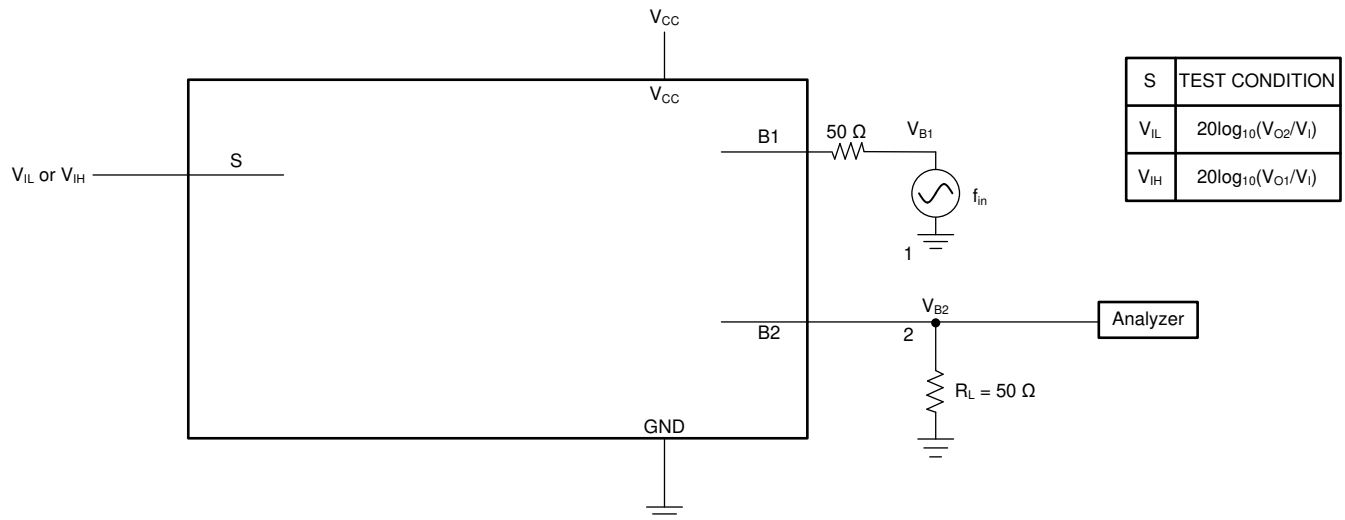 VCC
VCC
S
VIL or VIH
B1
50 Ω
VB1
fin
1
VB2
B2
2
Analyzer
RL = 50 Ω
GND
S TEST CONDITION
VIL 20log10(VO2/VI)
VIH 20log10(VO1/VI)